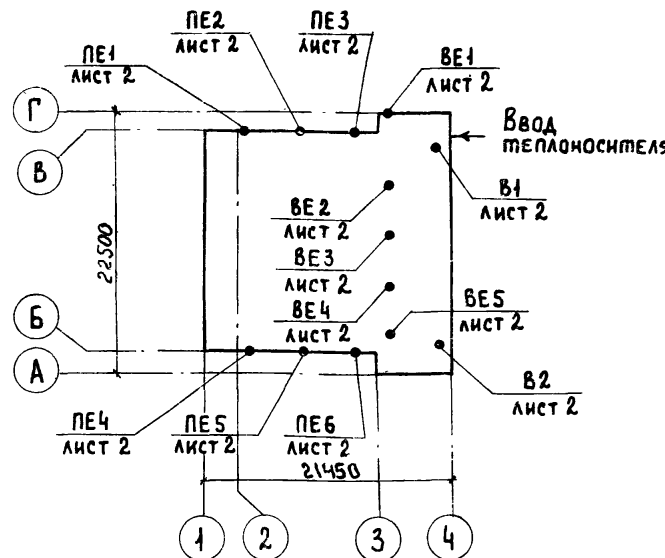 ПЕ2
лист 2
ПЕ3
лист 2
ПЕ1
лист 2
ВЕ1
лист 2
Г
В
Ввод
теплоносителя
В1
лист 2
ВЕ2
лист 2
ВЕ3
лист 2
ВЕ4
лист 2
ВЕ5
лист 2
22500
Б
А
В2
лист 2
ПЕ4
лист 2
ПЕ5
лист 2
ПЕ6
лист 2
21450
1
2
3
4